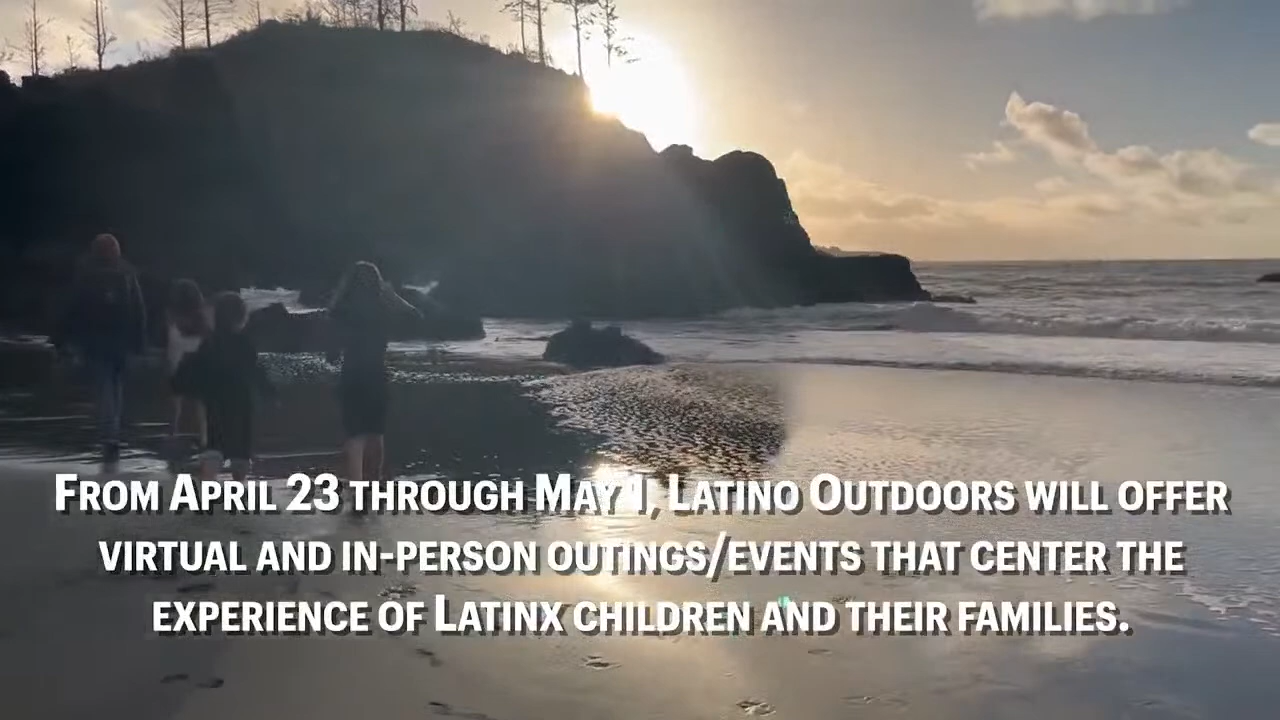 From April 23 through May 1, Latino Outdoors will offer
virtual and in-person outings/events that center the
experience of Latinx children and their families.